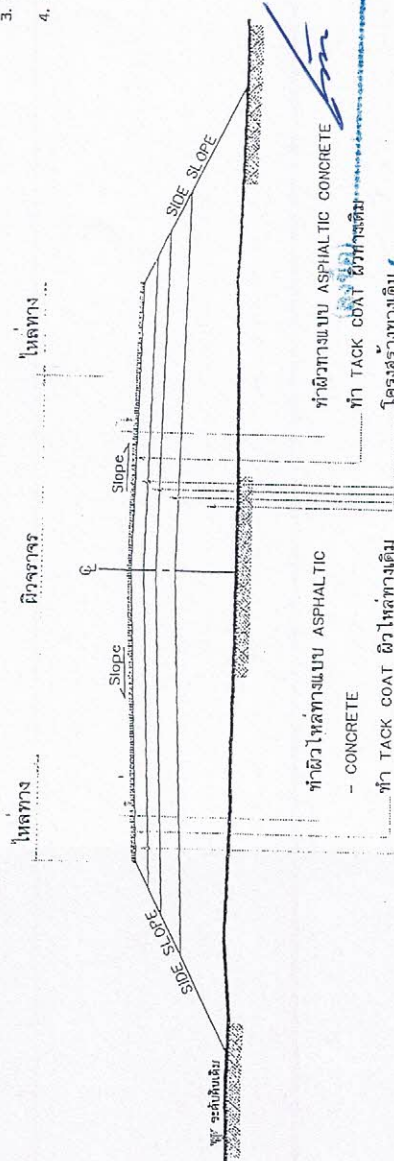 3.
4.
ไหล่ทาง
ผิวจราจร
ไหล่ทาง
Slope
Slope
SIDE SLOPE
SIDE SLOPE
ระดับดินเดิม
ทำผิวไหล่ทางแบบ ASPHALTIC
- CONCRETE
ทำ TACK COAT ผิวไหล่ทางเดิม
ทำผิวทางแบบ ASPHALTIC CONCRETE
ทำ TACK COAT ผิวทางเดิม
โครงสร้างทางเดิม